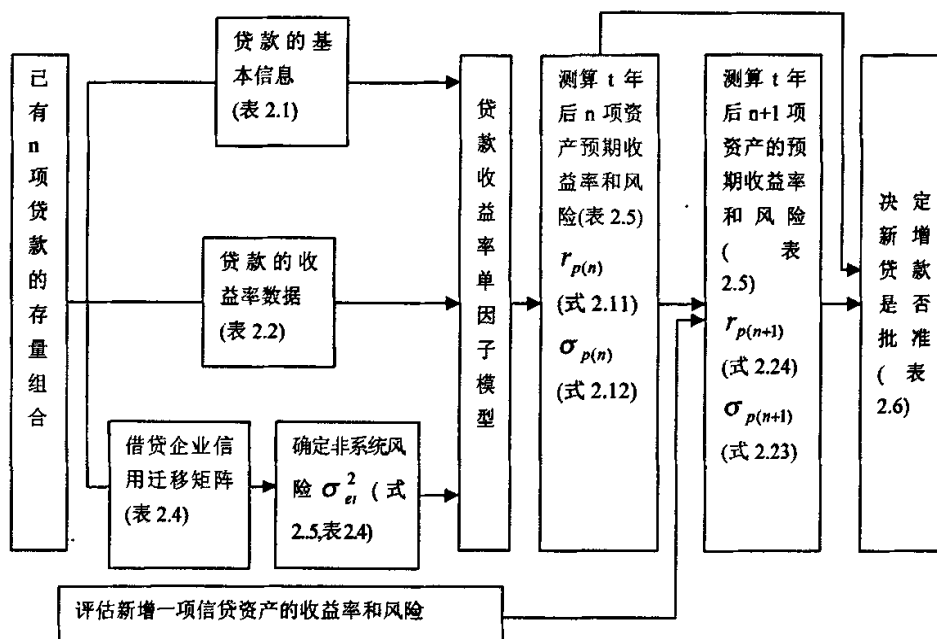 已有n项贷款的存量组合
贷款的基
本信息
(表 2.1)
贷款的收
益率数据
(表 2.2)
借贷企业信
用迁移矩阵
(表 2.4)
确定非系统风
险 σ²ei (式
2.5,表2.4)
贷款收益率单因子模型
测算 t 年
后 n 项资
产预期收
益率和风
险(表 2.5)
r p(n)
(式 2.11)
σ p(n)
(式 2.12)
测算 t 年
后 n+1 项
资产的预
期收益率
和风险
( 表
2.5)
r p(n+1)
(式 2.24)
σ p(n+1)
(式 2.23)
决定
新增
贷款
是否
批准
( 表
2.6)
评估新增一项信贷资产的收益率和风险